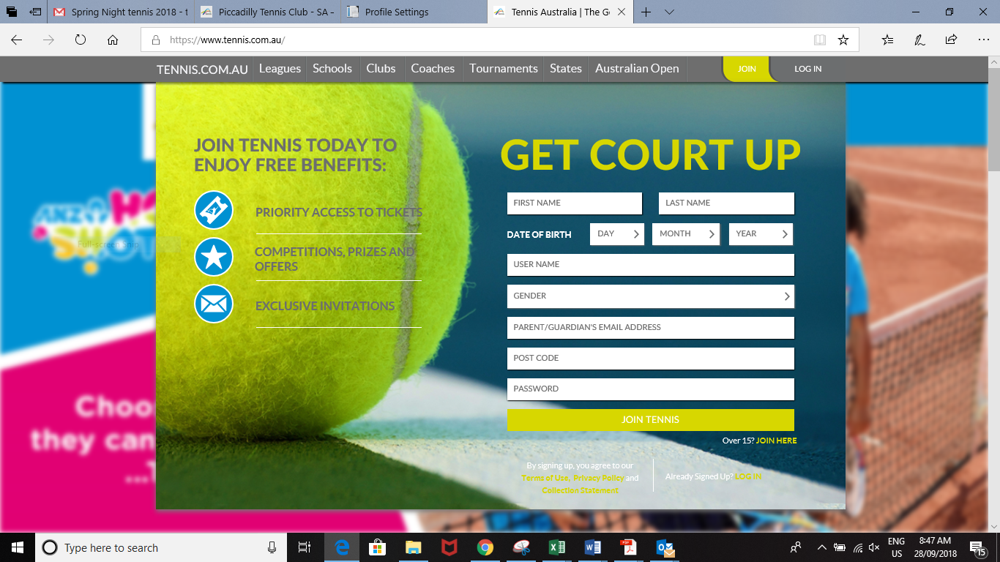 Spring Night tennis 2018 - t
Piccadilly Tennis Club - SA –
Profile Settings
Tennis Australia | The G
https://www.tennis.com.au/
TENNIS.COM.AU
Leagues
Schools
Clubs
Coaches
Tournaments
States
Australian Open
JOIN
LOG IN
JOIN TENNIS TODAY TO
ENJOY FREE BENEFITS:
PRIORITY ACCESS TO TICKETS
COMPETITIONS, PRIZES AND
OFFERS
EXCLUSIVE INVITATIONS
GET COURT UP
FIRST NAME
LAST NAME
DATE OF BIRTH
DAY
MONTH
YEAR
USER NAME
GENDER
PARENT/GUARDIAN'S EMAIL ADDRESS
POST CODE
PASSWORD
JOIN TENNIS
Over 15? JOIN HERE
By signing up, you agree to our
Terms of Use, Privacy Policy and
Collection Statement
Already Signed Up? LOG IN
Full-screen Snip
Choo
they can
Type here to search
ENG
US
8:47 AM
28/09/2018
15